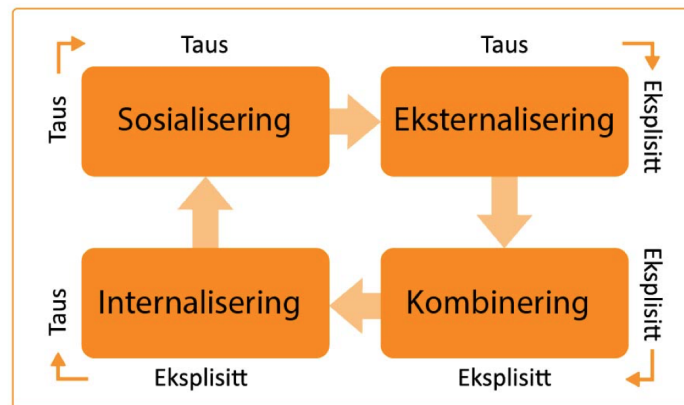 Taus
Taus
Taus
Sosialisering
Eksternalisering
Eksplisitt
Taus
Internalisering
Kombinering
Eksplisitt
Eksplisitt
Eksplisitt